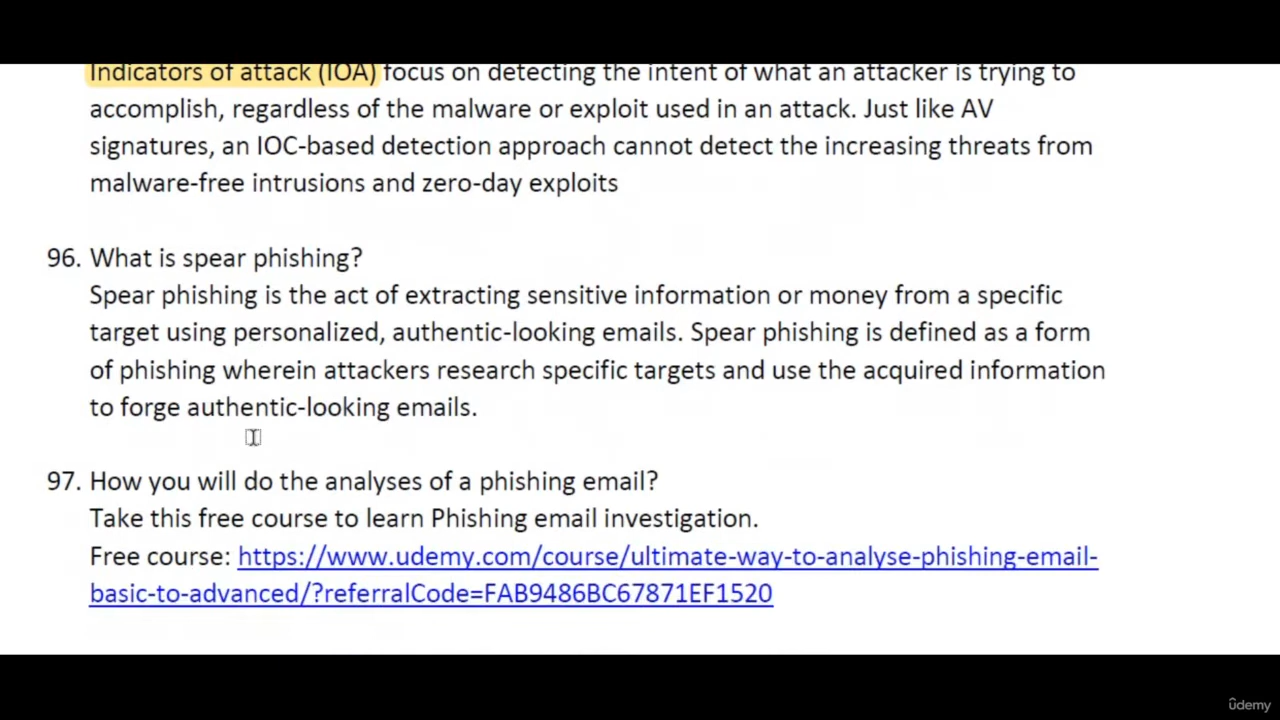 Indicators of attack (IOA) focus on detecting the intent of what an attacker is trying to
accomplish, regardless of the malware or exploit used in an attack. Just like AV
signatures, an IOC-based detection approach cannot detect the increasing threats from
malware-free intrusions and zero-day exploits
96. What is spear phishing?
Spear phishing is the act of extracting sensitive information or money from a specific
target using personalized, authentic-looking emails. Spear phishing is defined as a form
of phishing wherein attackers research specific targets and use the acquired information
to forge authentic-looking emails.
97. How you will do the analyses of a phishing email?
Take this free course to learn Phishing email investigation.
Free course: https://www.udemy.com/course/ultimate-way-to-analyse-phishing-email-
basic-to-advanced/?referralCode=FAB9486BC67871EF1520
ûdemy